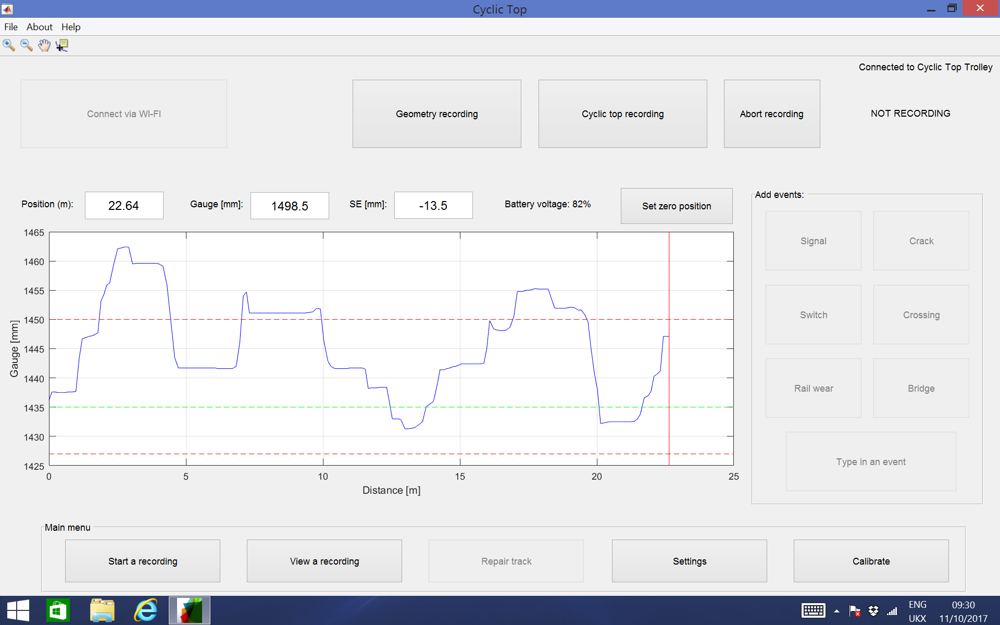 Cyclic Top
File About Help
Connected to Cyclic Top Trolley
Connect via WI-FI
Geometry recording
Cyclic top recording
Abort recording
NOT RECORDING
Position (m): 22.64
Gauge [mm]: 1498.5
SE [mm]: -13.5
Battery voltage: 82%
Set zero position
Add events:
Signal
Crack
Switch
Crossing
Rail wear
Bridge
Type in an event
1465
1460
1455
1450
1445
1440
1435
1430
1425
Gauge [mm]
0 5 10 15 20 25
Distance [m]
Main menu
Start a recording
View a recording
Repair track
Settings
Calibrate
ENG
UKX
09:30
11/10/2017